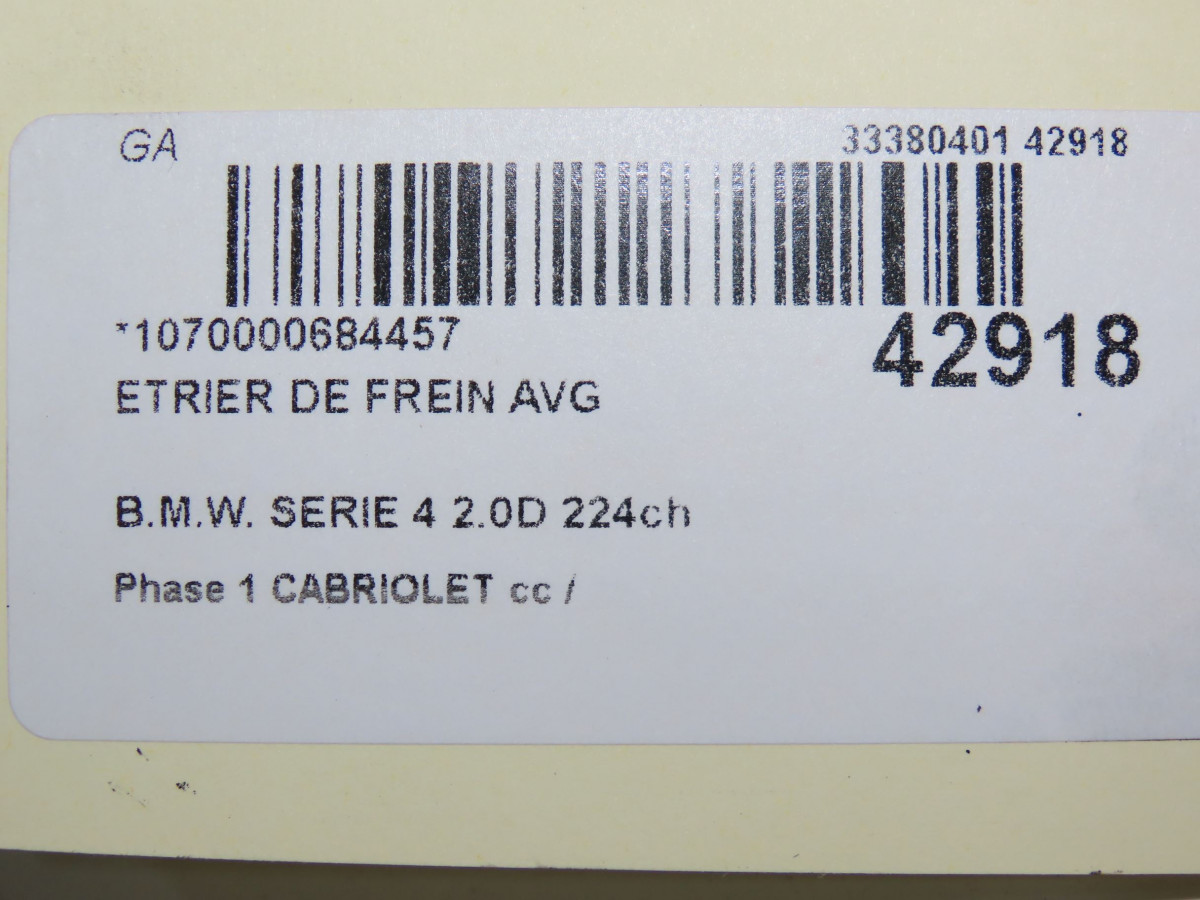 GA
33380401 42918
*1070000684457
42918
ETRIER DE FREIN AVG
B.M.W. SERIE 4 2.0D 224ch
Phase 1 CABRIOLET cc /